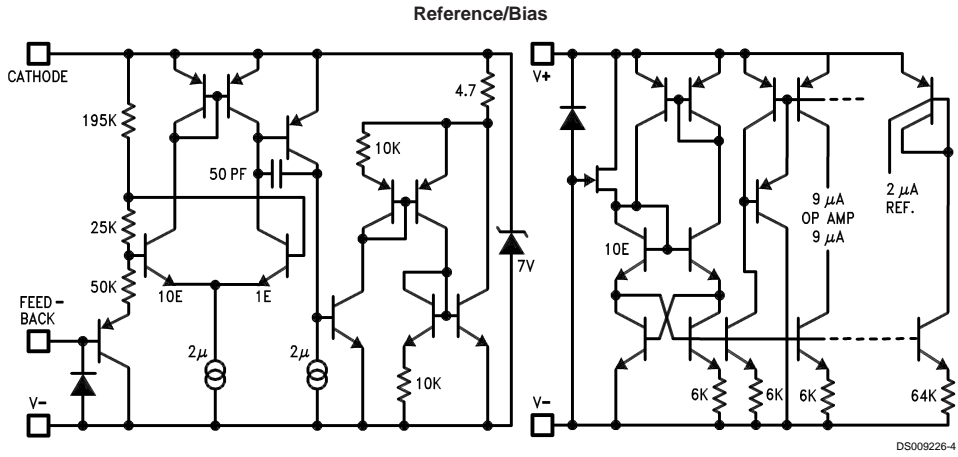 Reference/Bias
CATHODE
195K
50 PF
25K
50K
10E
1E
FEED-
BACK
2μ
2μ
V-
4.7
10K
10K
7V
V+
10E
9 μA
OP AMP
9 μA
2 μA
REF.
6K
6K
6K
64K
V-
DS009226-4